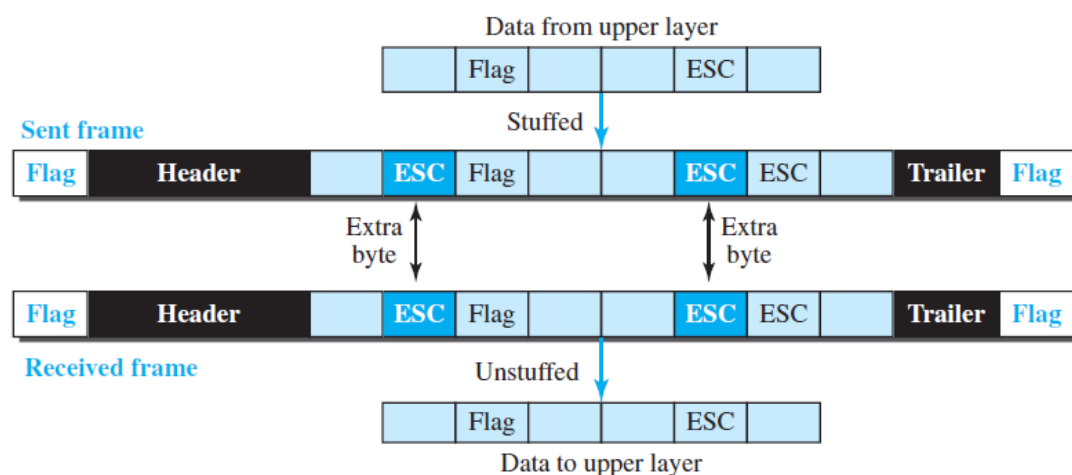 Data from upper layer
Flag ESC
Stuffed
Sent frame
Flag Header ESC Flag ESC ESC Trailer Flag
Extra byte Extra byte
Flag Header ESC Flag ESC ESC Trailer Flag
Received frame
Unstuffed
Flag ESC
Data to upper layer